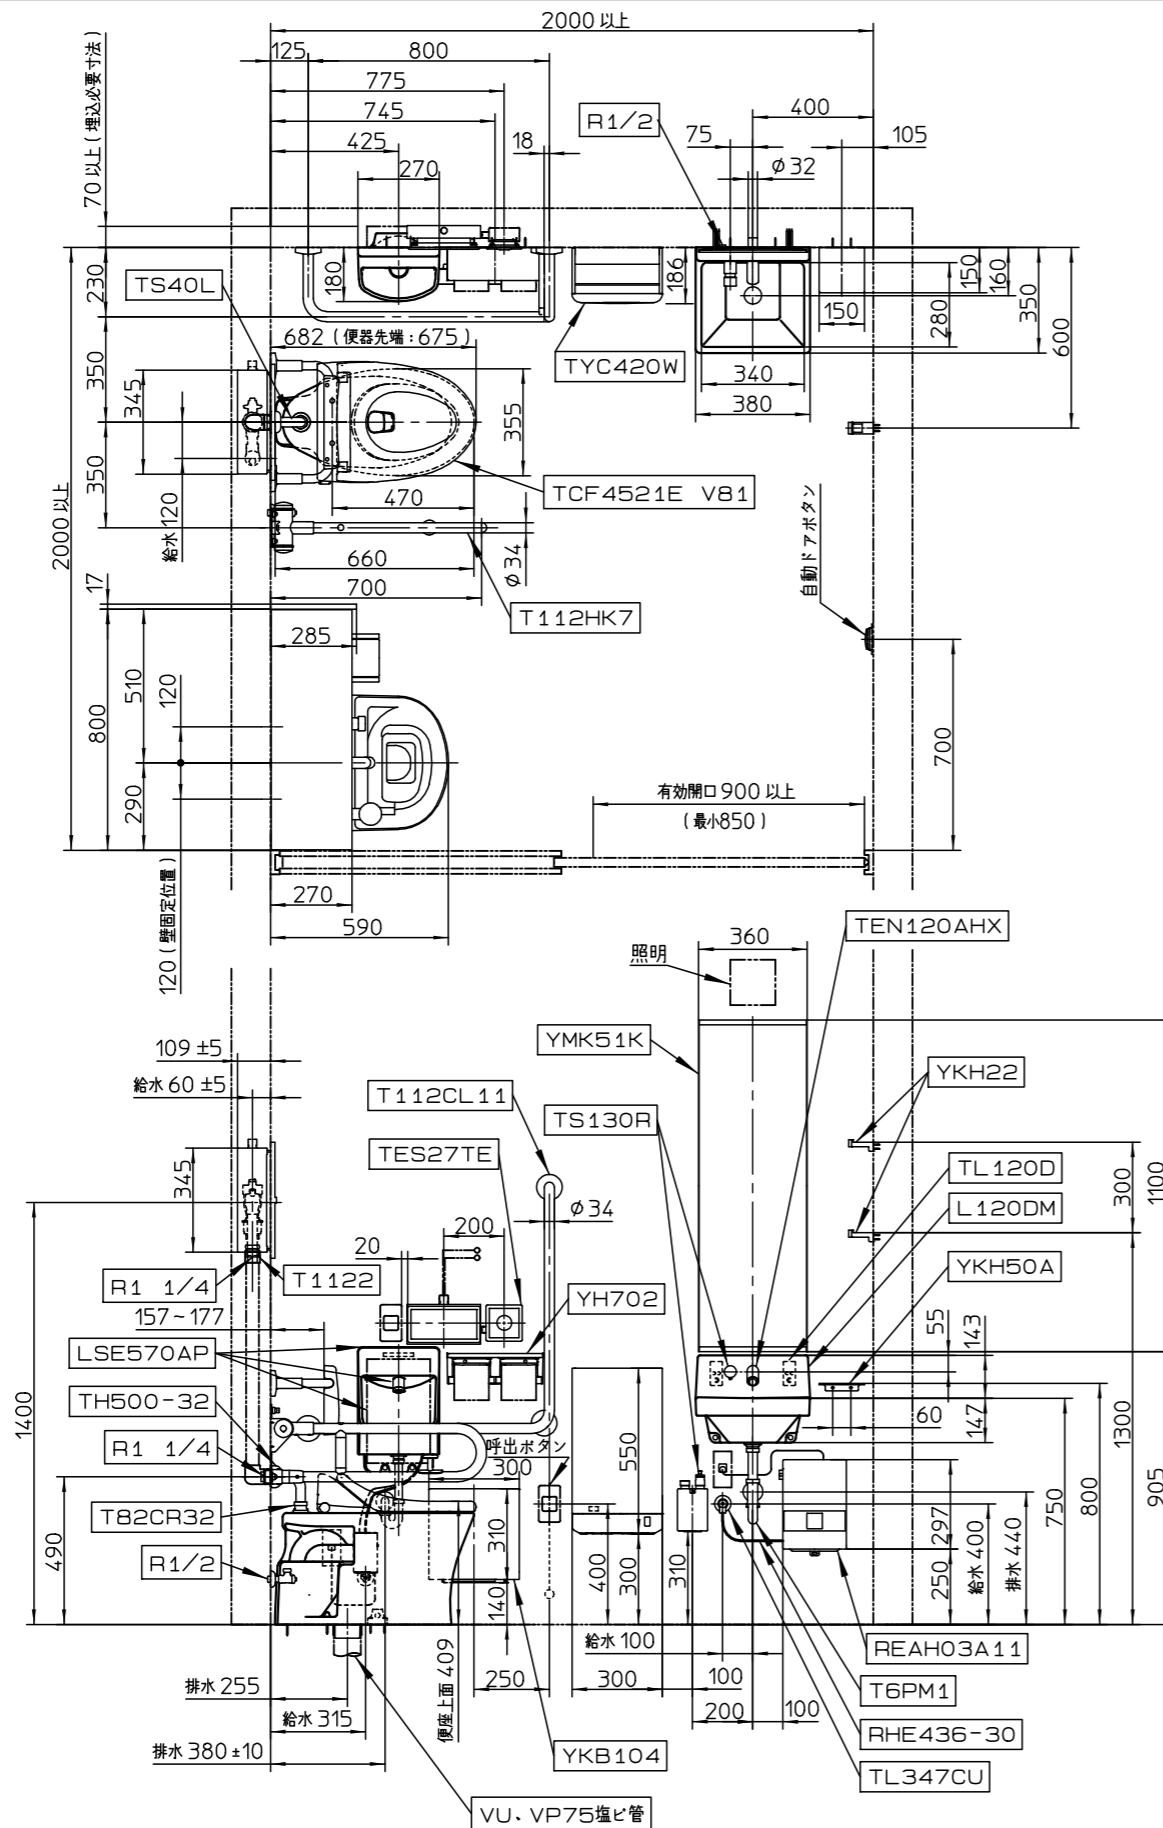 2000以上
125
800
775
745
425
18
270
70以上(埋込必要寸法)
R1/2
400
75
105
φ32
230
TS40L
180
186
150
160
150
280
350
600
682(便器先端:675)
TYC420W
340
380
350
345
355
350
2000以上
給水120
470
TCF4521E V81
660
φ34
700
T112HK7
自動ドアボタン
17
285
510
120
800
290
700
有効開口900以上
(最小850)
120(壁固定位置)
270
590
TEN120AHX
360
照明
YMK51K
109±5
給水60±5
T112CL11
TS130R
YKH22
TES27TE
345
φ34
200
20
300
1100
TL120D
L120DM
YKH50A
R1 1/4
T1122
YH702
157~177
55
143
LSE570AP
1400
TH500-32
R1 1/4
呼出ボタン
300
550
60
147
1300
T82CR32
490
R1/2
310
140
400
300
310
297
250
給水400
排水440
750
800
905
便座上面409
給水100
REAH03A11
250
300
100
T6PM1
200
100
排水255
給水315
排水380±10
YKB104
RHE436-30
TL347CU
VU、VP75塩ビ管